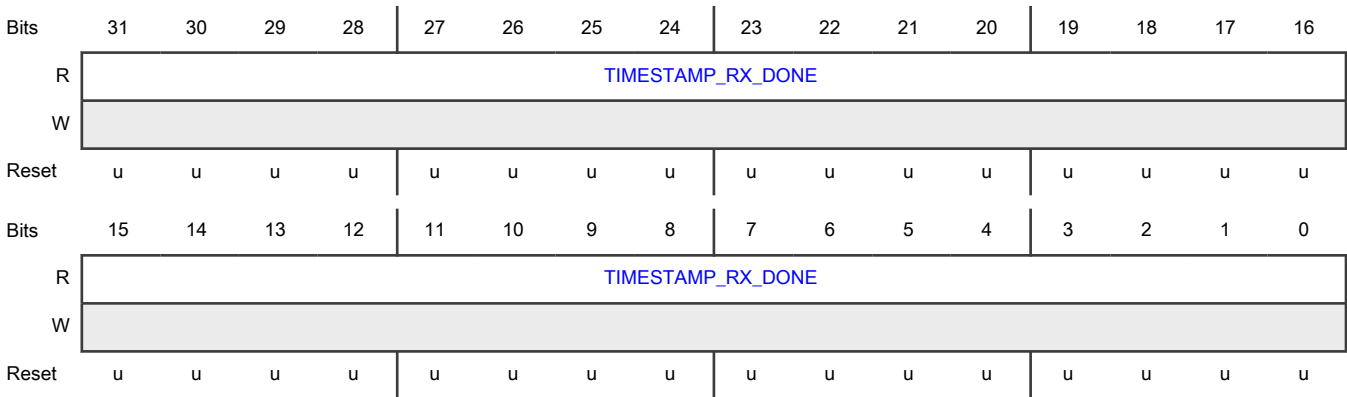 Bits 31 30 29 28 27 26 25 24 23 22 21 20 19 18 17 16
R TIMESTAMP_RX_DONE
W
Reset u u u u u u u u u u u u u u u u
Bits 15 14 13 12 11 10 9 8 7 6 5 4 3 2 1 0
R TIMESTAMP_RX_DONE
W
Reset u u u u u u u u u u u u u u u u